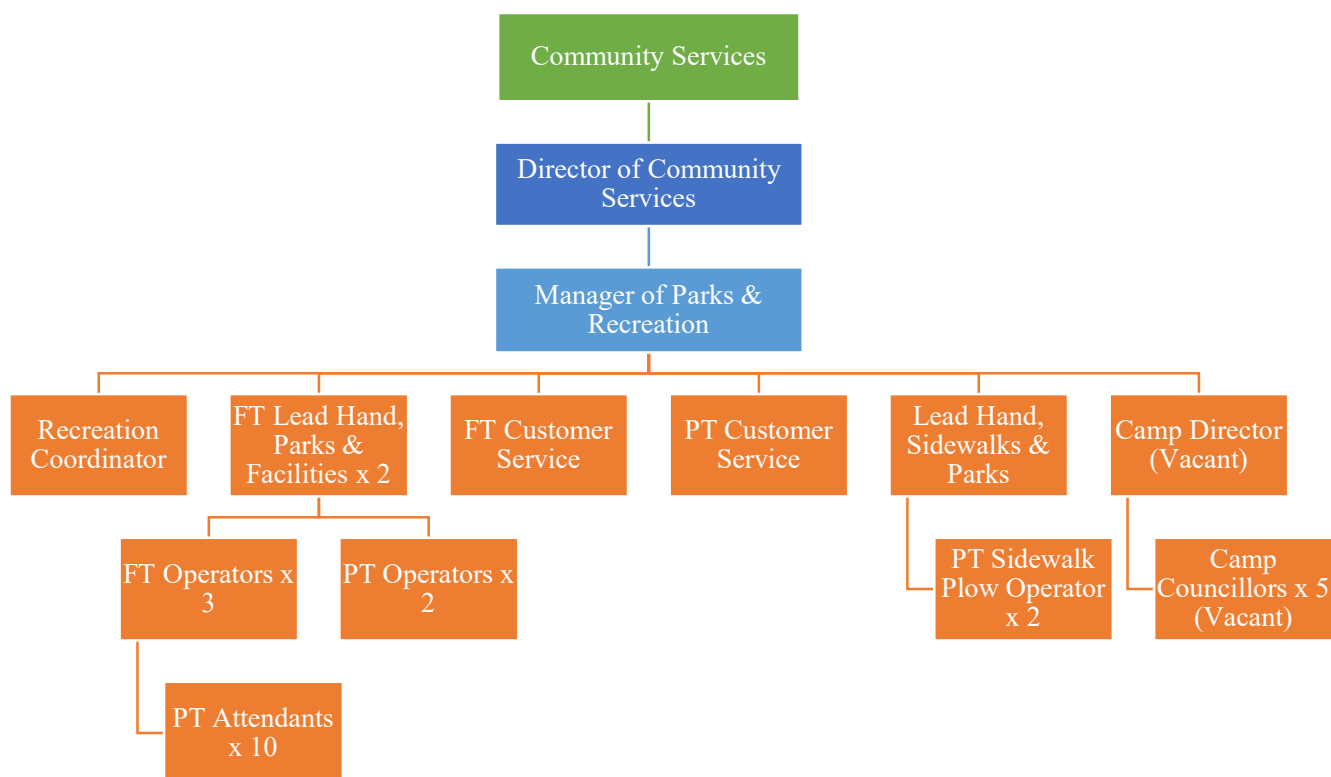 Community Services
Director of Community
Services
Manager of Parks &
Recreation
Recreation
Coordinator
FT Lead Hand,
Parks &
Facilities x 2
FT Customer
Service
PT Customer
Service
Lead Hand,
Sidewalks &
Parks
Camp Director
(Vacant)
FT Operators x
3
PT Operators x
2
PT Sidewalk
Plow Operator
x 2
Camp
Councillors x 5
(Vacant)
PT Attendants
x 10